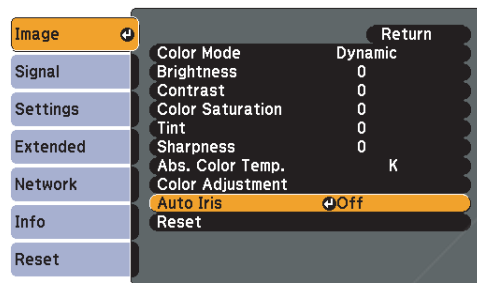 Image
Signal
Settings
Extended
Network
Info
Reset
Return
Color Mode Dynamic
Brightness 0
Contrast 0
Color Saturation 0
Tint 0
Sharpness 0
Abs. Color Temp. K
Color Adjustment
Auto Iris Off
Reset